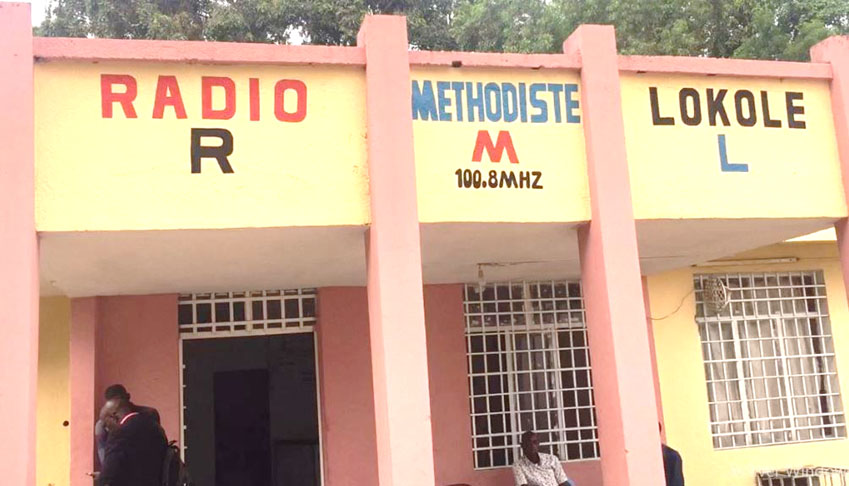 RADIO
R
METHODISTE
M
100.8MHZ
LOKOLE
L